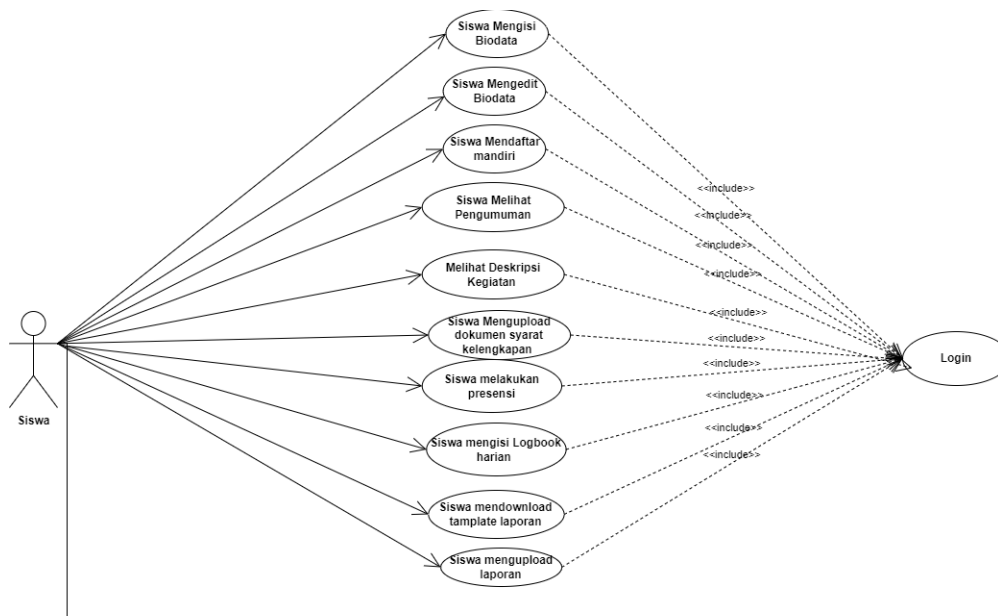 Siswa Mengisi
Biodata
Siswa Mengedit
Biodata
Siswa Mendaftar
mandiri
Siswa Melihat
Pengumuman
Melihat Deskripsi
Kegiatan
Siswa Mengupload
dokumen syarat
kelengkapan
Siswa melakukan
presensi
Siswa mengisi Logbook
harian
Siswa mendownload
tamplate laporan
Siswa mengupload
laporan
<<include>>
<<include>>
<<include>>
<<include>>
<<include>>
<<include>>
<<include>>
<<include>>
<<include>>
<<include>>
Login
Siswa